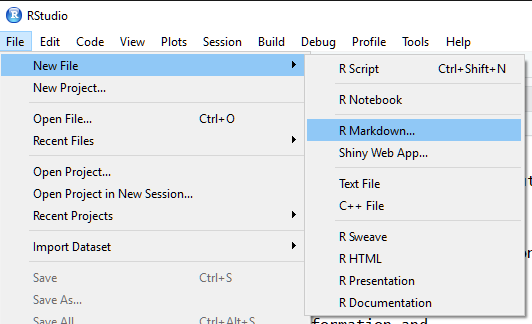 RStudio
File Edit Code View Plots Session Build Debug Profile Tools Help
New File
New Project...
Open File... Ctrl+O
Recent Files
Open Project...
Open Project in New Session...
Recent Projects
Import Dataset
Save Ctrl+S
Save As...
Save All Ctrl+Alt+S
R Script Ctrl+Shift+N
R Notebook
R Markdown...
Shiny Web App...
Text File
C++ File
R Sweave
R HTML
R Presentation
R Documentation
formation and